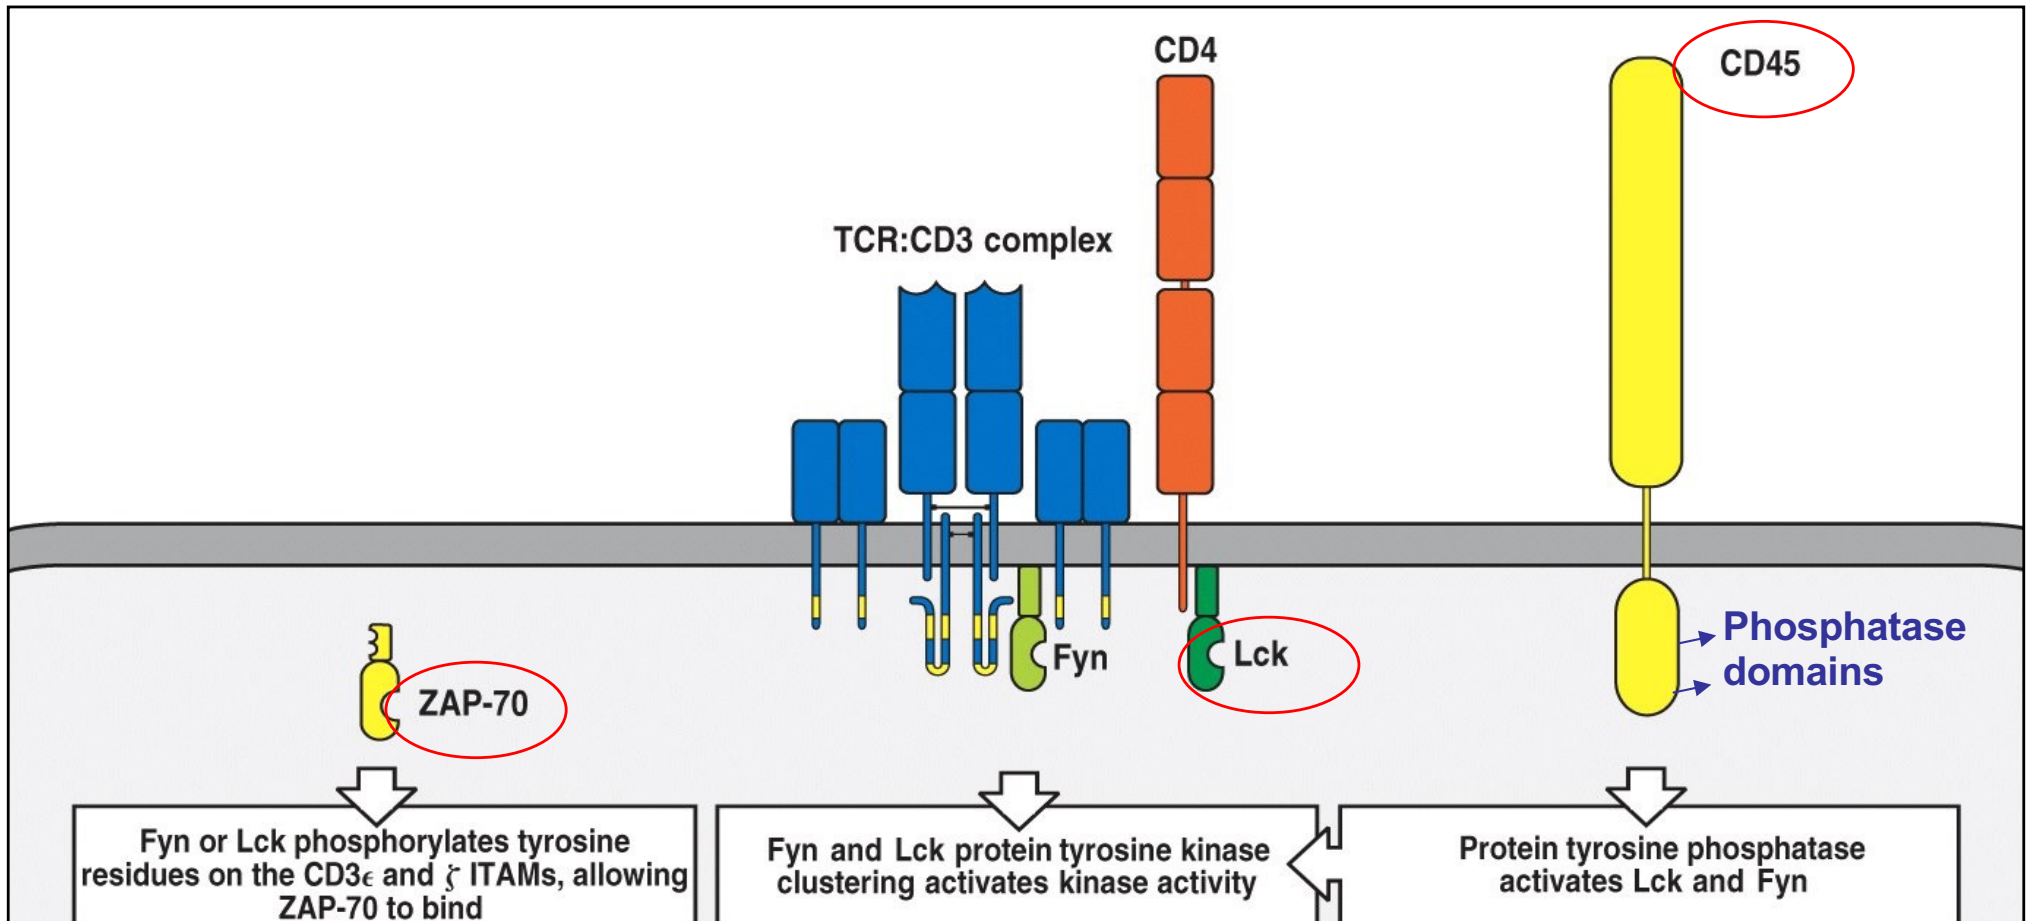 CD4
CD45
TCR:CD3 complex
Phosphatase
domains
Fyn
Lck
ZAP-70
Fyn or Lck phosphorylates tyrosine
residues on the CD3ϵ and ζ ITAMs, allowing
ZAP-70 to bind
Fyn and Lck protein tyrosine kinase
clustering activates kinase activity
Protein tyrosine phosphatase
activates Lck and Fyn